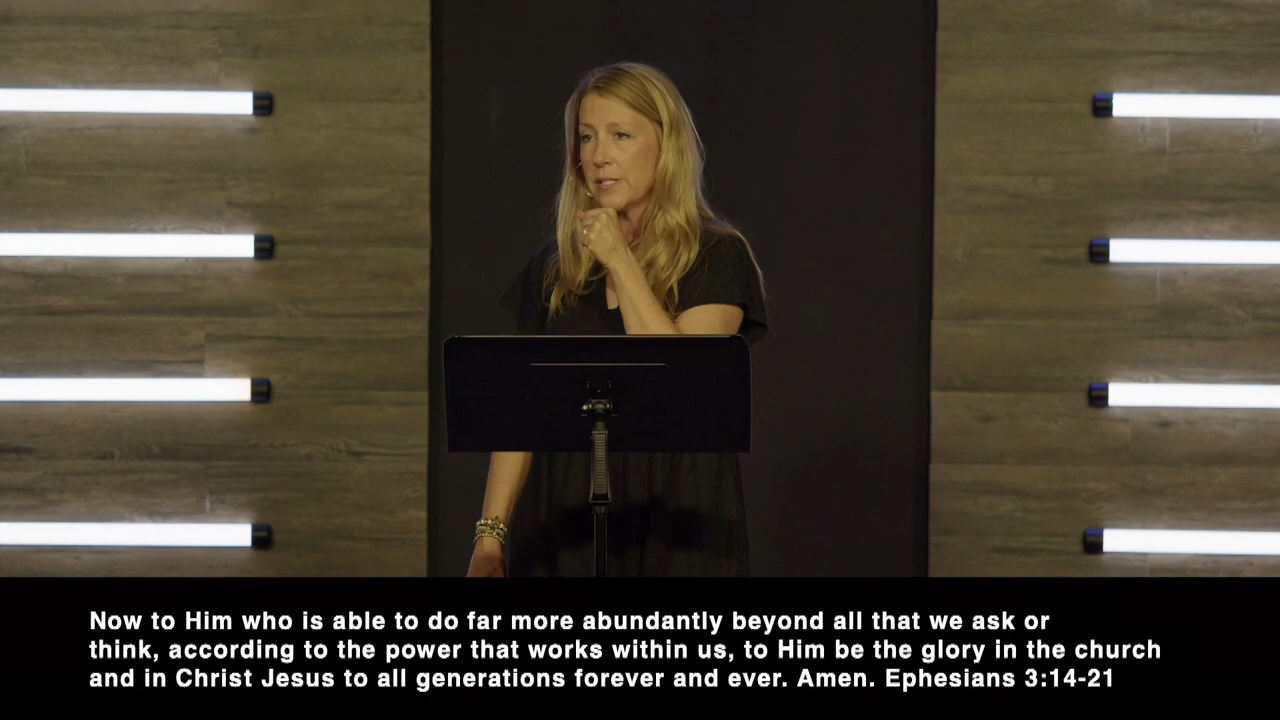 Now to Him who is able to do far more abundantly beyond all that we ask or
think, according to the power that works within us, to Him be the glory in the church
and in Christ Jesus to all generations forever and ever. Amen. Ephesians 3:14-21